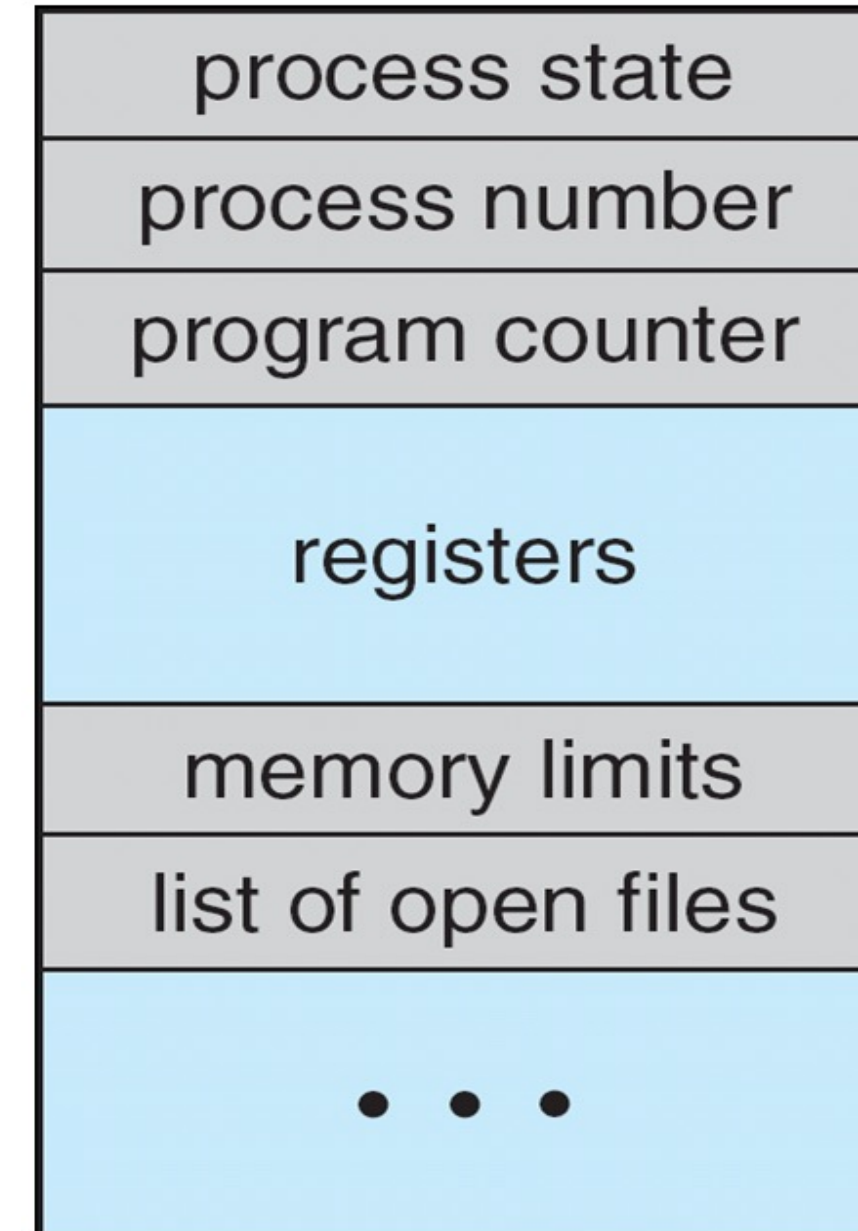 process state
process number
program counter
registers
memory limits
list of open files
• • •